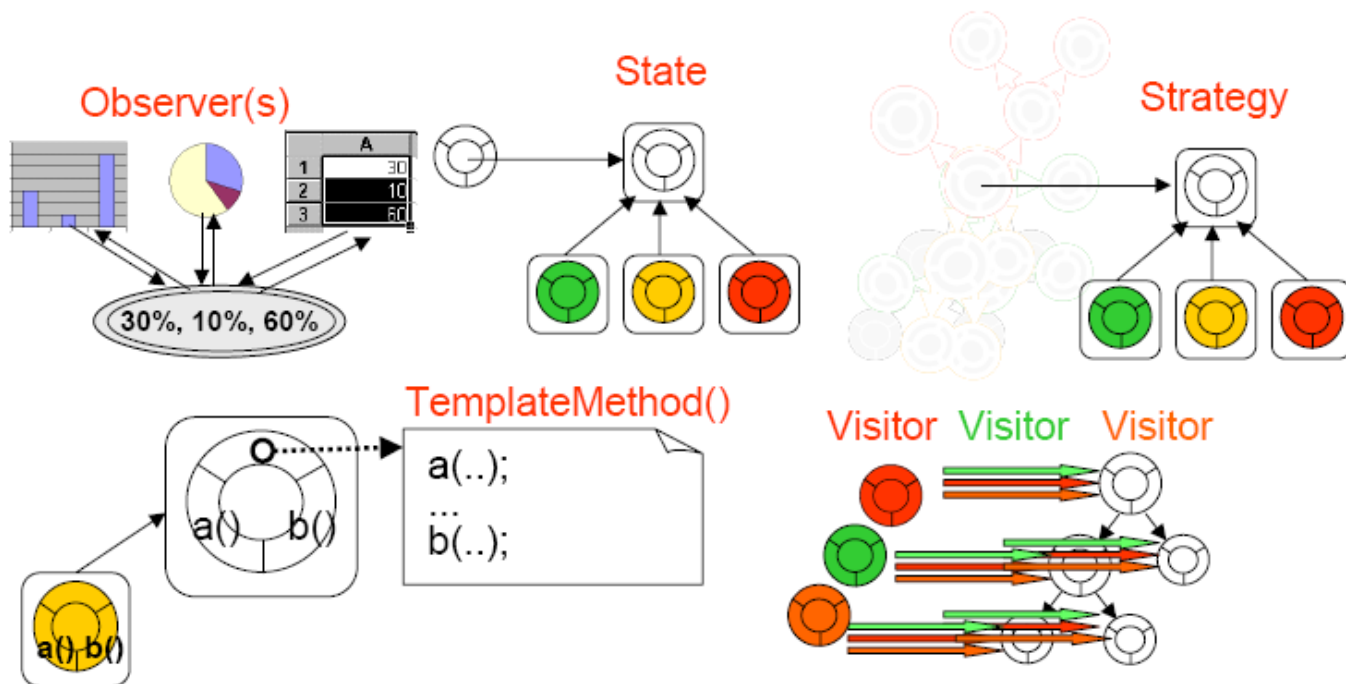 State
Observer(s)
Strategy
A
1 30
2 10
3 60
30%, 10%, 60%
TemplateMethod()
Visitor Visitor Visitor
a(..);
...
b(..);
a() b()
a() b()